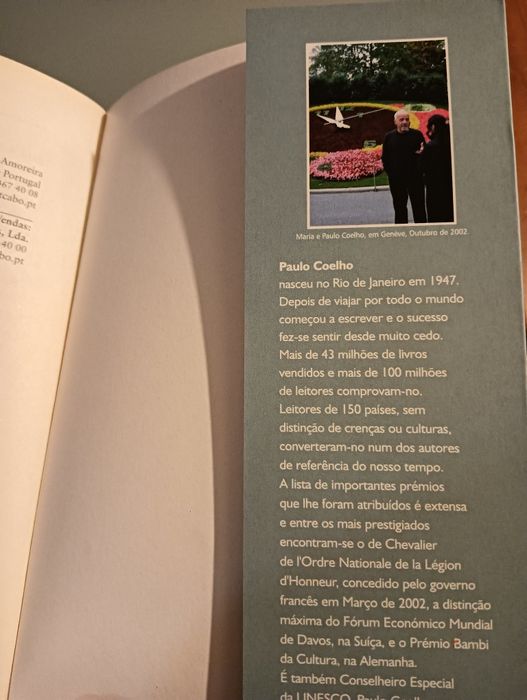 Amoreira
Portugal
467 40 08
tcabo.pt
endas:
, Lda.
40 00
bo.pt
Maria e Paulo Coelho, em Genève, Outubro de 2002.
Paulo Coelho
nasceu no Rio de Janeiro em 1947.
Depois de viajar por todo o mundo
começou a escrever e o sucesso
fez-se sentir desde muito cedo.
Mais de 43 milhões de livros
vendidos e mais de 100 milhões
de leitores comprovam-no.
Leitores de 150 países, sem
distinção de crenças ou culturas,
converteram-no num dos autores
de referência do nosso tempo.
A lista de importantes prémios
que lhe foram atribuídos é extensa
e entre os mais prestigiados
encontram-se o de Chevalier
de l'Ordre Nationale de la Légion
d'Honneur, concedido pelo governo
francês em Março de 2002, a distinção
máxima do Fórum Económico Mundial
de Davos, na Suíça, e o Prémio Bambi
da Cultura, na Alemanha.
É também Conselheiro Especial
da UNESCO. Paulo